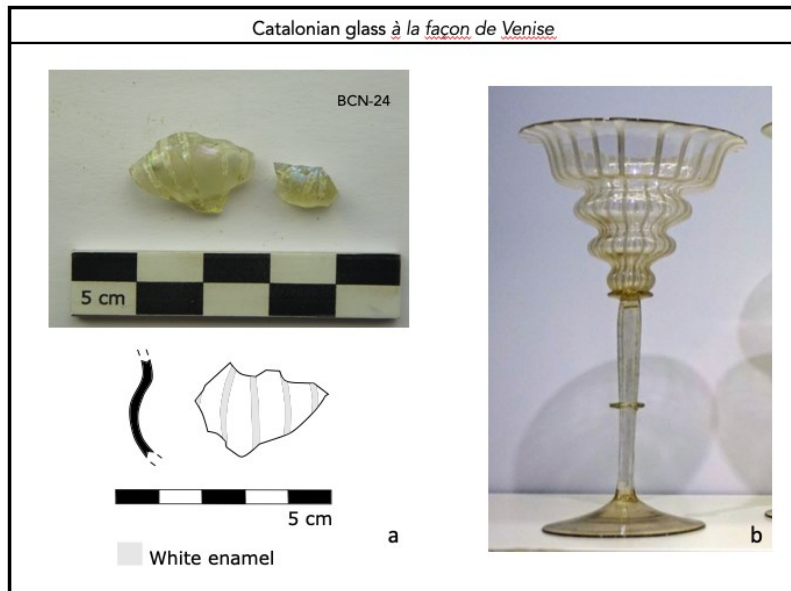 Catalonian glass à la façon de Venise
BCN-24
5 cm
5 cm
White enamel
a
b